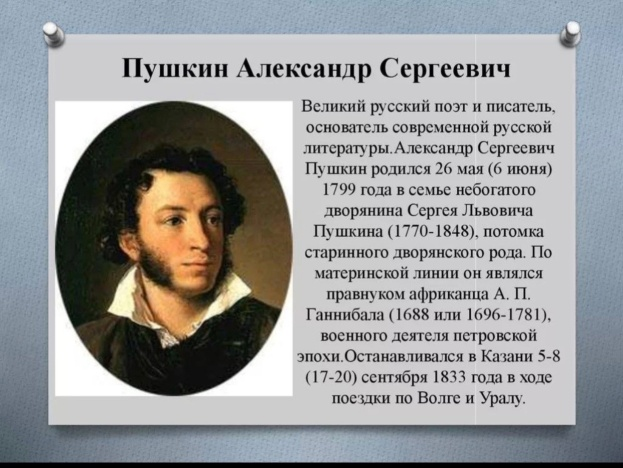 Пушкин Александр Сергеевич
Великий русский поэт и писатель,
основатель современной русской
литературы.Александр Сергеевич
Пушкин родился 26 мая (6 июня)
1799 года в семье небогатого
дворянина Сергея Львовича
Пушкина (1770-1848), потомка
старинного дворянского рода. По
материнской линии он являлся
правнуком африканца А. П.
Ганнибала (1688 или 1696-1781),
военного деятеля петровской
эпохи.Останавливался в Казани 5-8
(17-20) сентября 1833 года в ходе
поездки по Волге и Уралу.